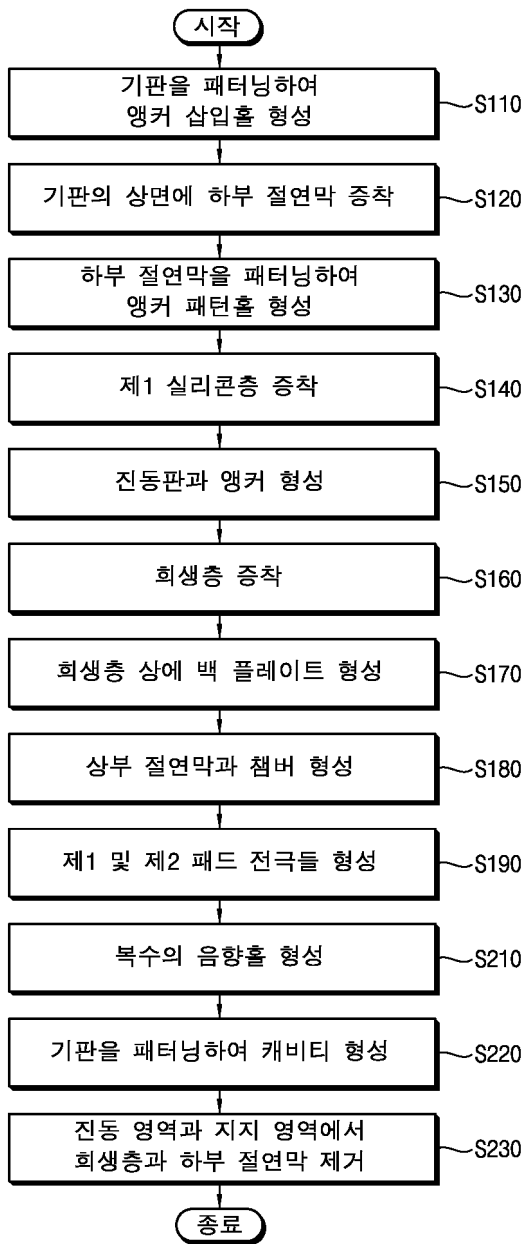 시작
기판을 패터닝하여
앵커 삽입홀 형성
S110
기판의 상면에 하부 절연막 증착
S120
하부 절연막을 패터닝하여
앵커 패턴홀 형성
S130
제1 실리콘층 증착
S140
진동판과 앵커 형성
S150
희생층 증착
S160
희생층 상에 백 플레이트 형성
S170
상부 절연막과 챔버 형성
S180
제1 및 제2 패드 전극들 형성
S190
복수의 음향홀 형성
S210
기판을 패터닝하여 캐비티 형성
S220
진동 영역과 지지 영역에서
희생층과 하부 절연막 제거
S230
종료